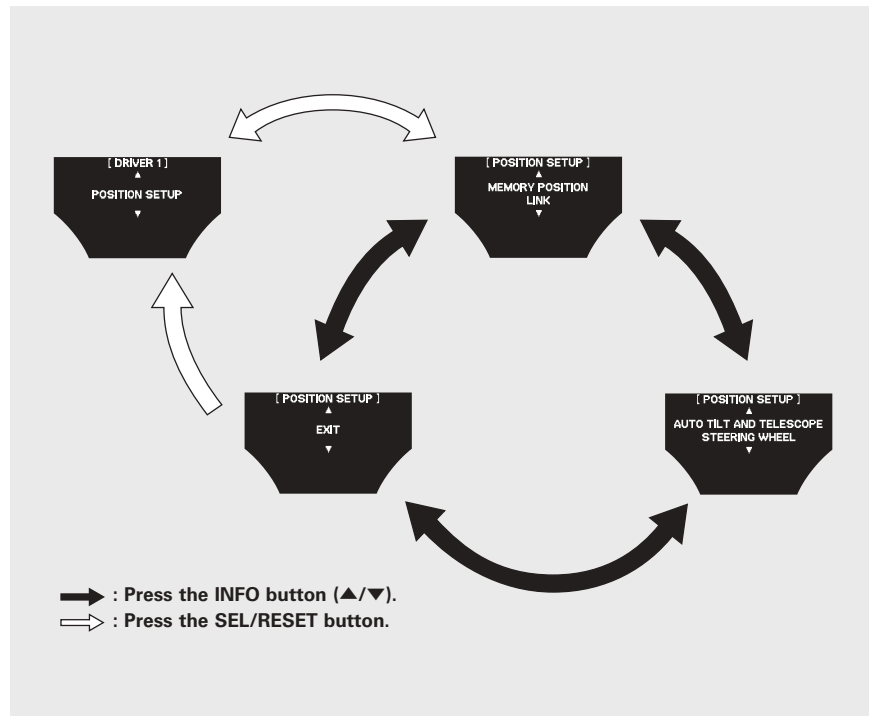 [ DRIVER 1 ]
▲
POSITION SETUP
▼
[ POSITION SETUP ]
▲
MEMORY POSITION
LINK
▼
[ POSITION SETUP ]
▲
EXIT
▼
[ POSITION SETUP ]
▲
AUTO TILT AND TELESCOPE
STEERING WHEEL
▼
: Press the INFO button (▲/▼).
: Press the SEL/RESET button.